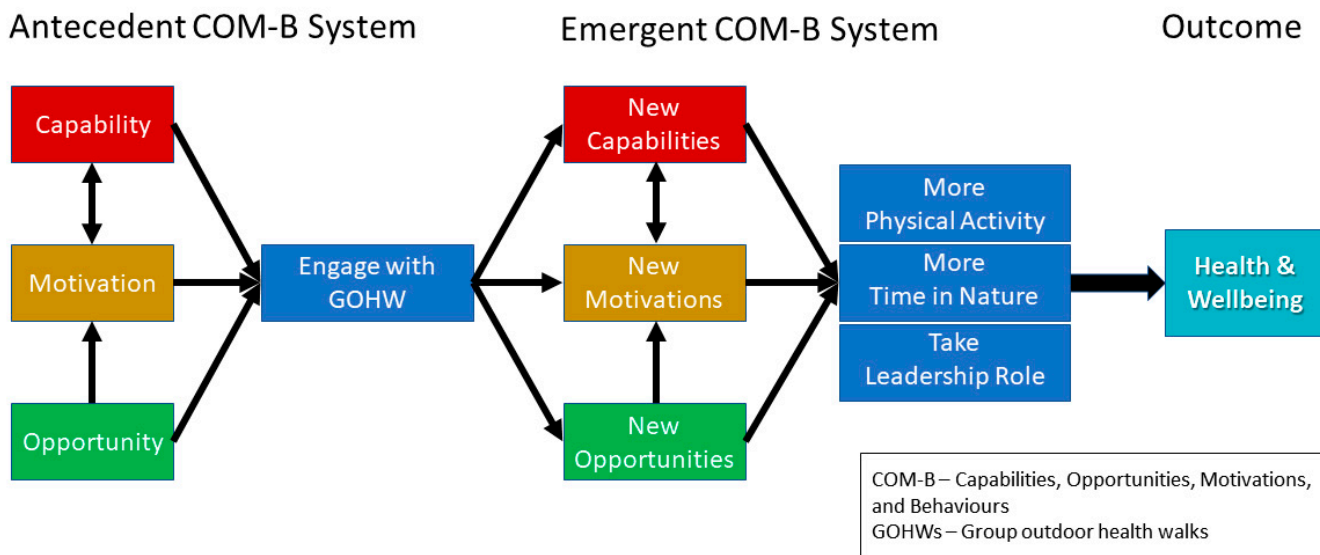 Antecedent COM-B System
Emergent COM-B System
Outcome
Capability
Motivation
Opportunity
Engage with
GOHW
New
Capabilities
New
Motivations
New
Opportunities
More
Physical Activity
More
Time in Nature
Take
Leadership Role
Health &
Wellbeing
COM-B – Capabilities, Opportunities, Motivations,
and Behaviours
GOHWs – Group outdoor health walks